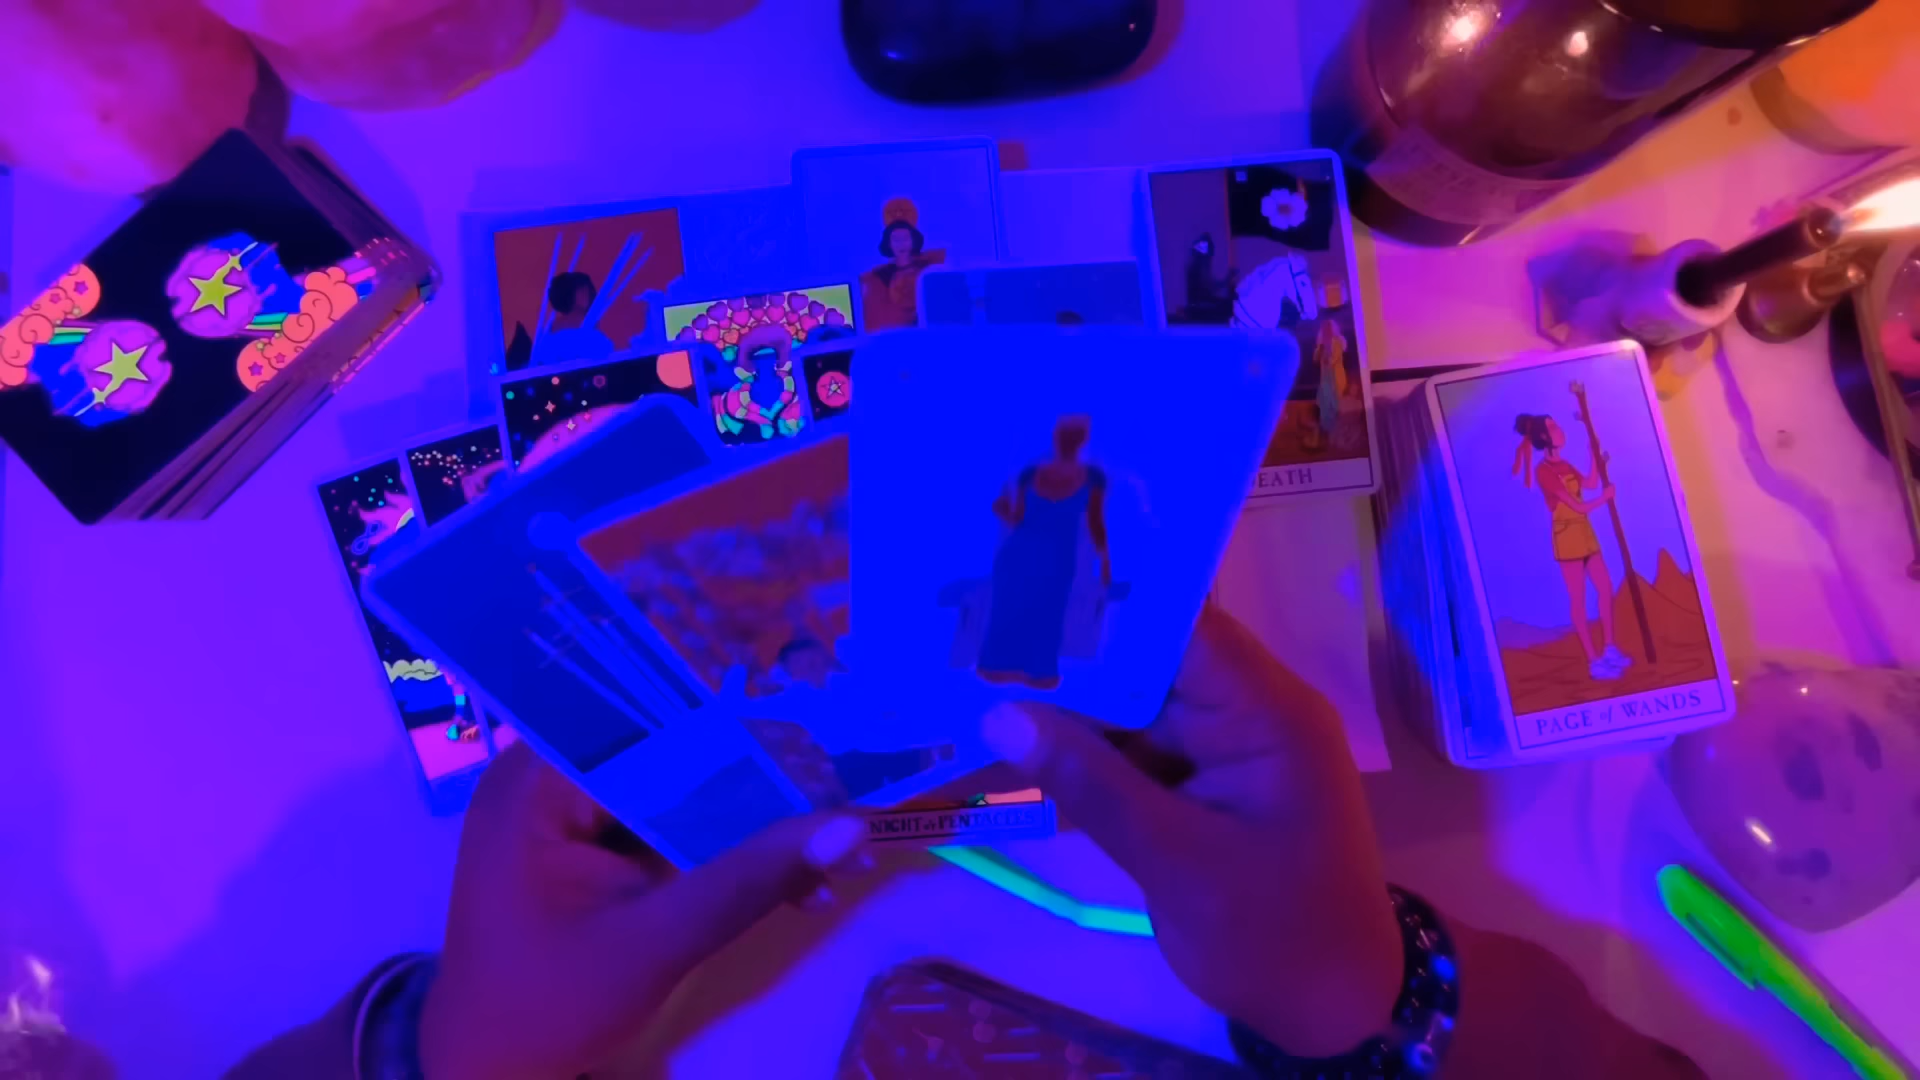 EATH
PAGE of WANDS
NIGHT OF PENTACLES